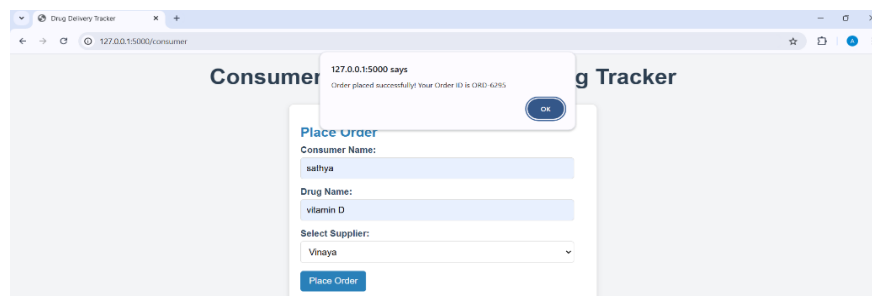 Drug Delivery Tracker
127.0.0.1:5000/consumer
127.0.0.1:5000 says
Order placed successfully! Your Order ID is ORD-6295
OK
Consumer g Tracker
Place Order
Consumer Name:
sathya
Drug Name:
vitamin D
Select Supplier:
Vinaya
Place Order